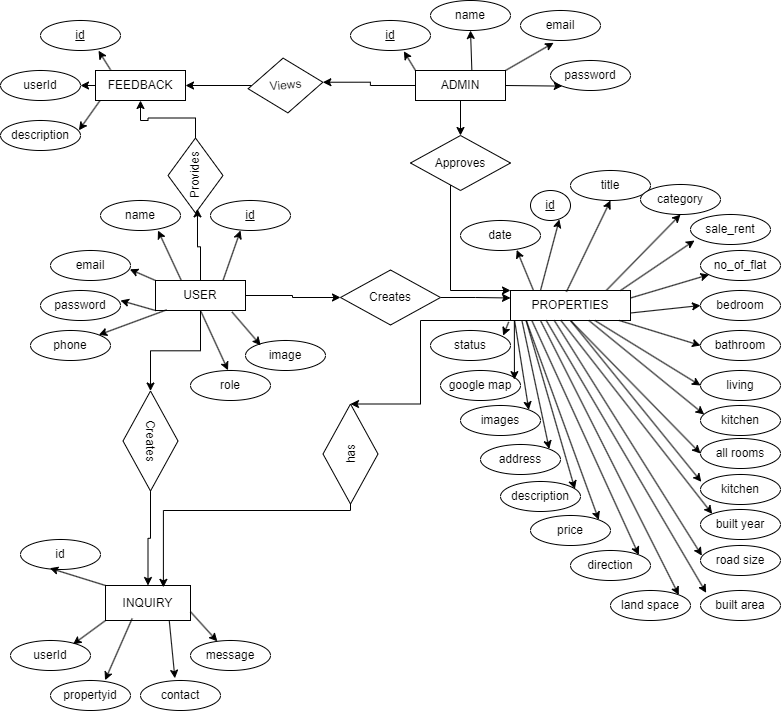 name
email
id
id
password
userId
FEEDBACK
Views
ADMIN
description
Approves
Provides
title
category
id
name
id
date
sale_rent
email
no_of_flat
USER
Creates
PROPERTIES
bedroom
password
phone
status
bathroom
image
role
google map
living
images
kitchen
Creates
has
address
all rooms
description
kitchen
price
built year
id
direction
road size
INQUIRY
land space
built area
userId
message
propertyid
contact